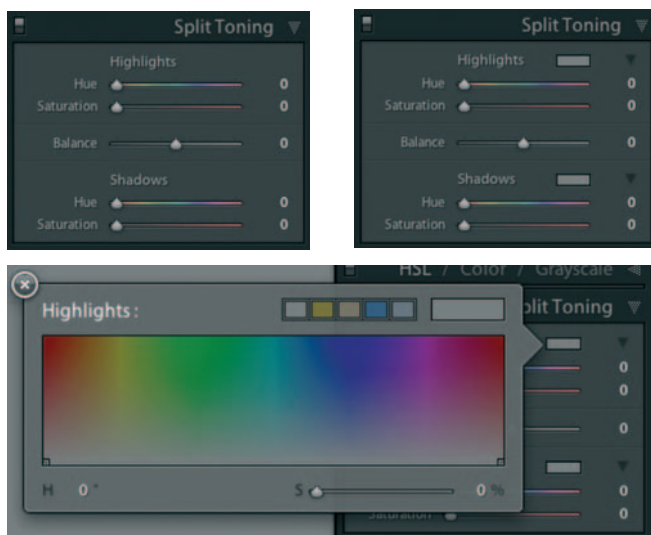 Split Toning
Highlights
Hue 0
Saturation 0
Balance 0
Shadows
Hue 0
Saturation 0
Split Toning
Highlights
Hue 0
Saturation 0
Balance 0
Shadows
Hue 0
Saturation 0
HSL / Color / Grayscale
Highlights :
plit Toning
0
0
0
H 0 ° S 0 %
0
Saturation 0